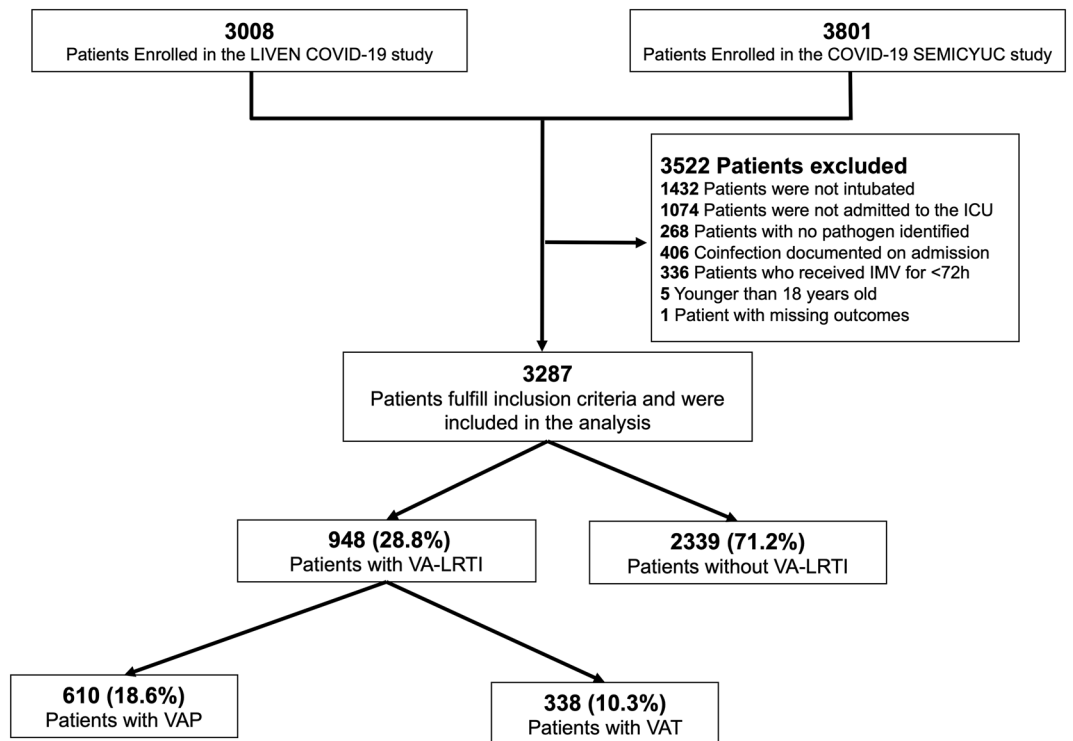 3008
Patients Enrolled in the LIVEN COVID-19 study
3801
Patients Enrolled in the COVID-19 SEMICYUC study
3522 Patients excluded
1432 Patients were not intubated
1074 Patients were not admitted to the ICU
268 Patients with no pathogen identified
406 Coinfection documented on admission
336 Patients who received IMV for <72h
5 Younger than 18 years old
1 Patient with missing outcomes
3287
Patients fulfill inclusion criteria and were
included in the analysis
948 (28.8%)
Patients with VA-LRTI
2339 (71.2%)
Patients without VA-LRTI
610 (18.6%)
Patients with VAP
338 (10.3%)
Patients with VAT